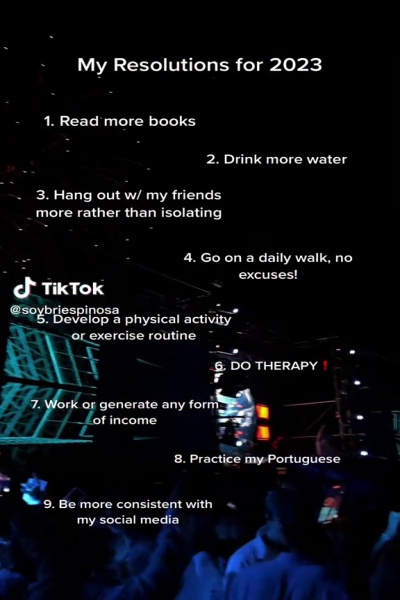 My Resolutions for 2023
1. Read more books
2. Drink more water
3. Hang out w/ my friends
more rather than isolating
4. Go on a daily walk, no
excuses!
TikTok
@soybriespinosa
5. Develop a physical activity
or exercise routine
6. DO THERAPY❗
7. Work or generate any form
of income
8. Practice my Portuguese
9. Be more consistent with
my social media